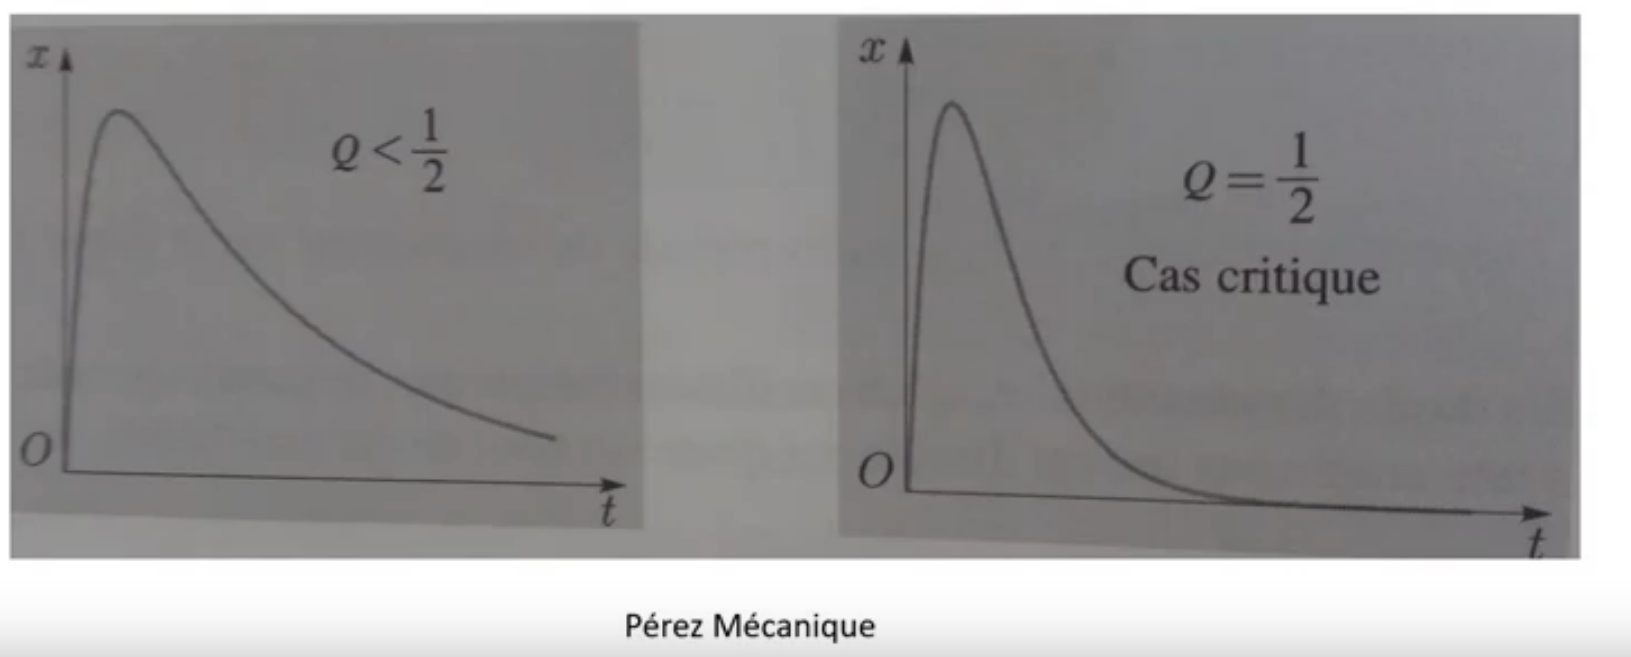 x
Q < 1/2
O
t
x
Q = 1/2
Cas critique
O
t
Pérez Mécanique